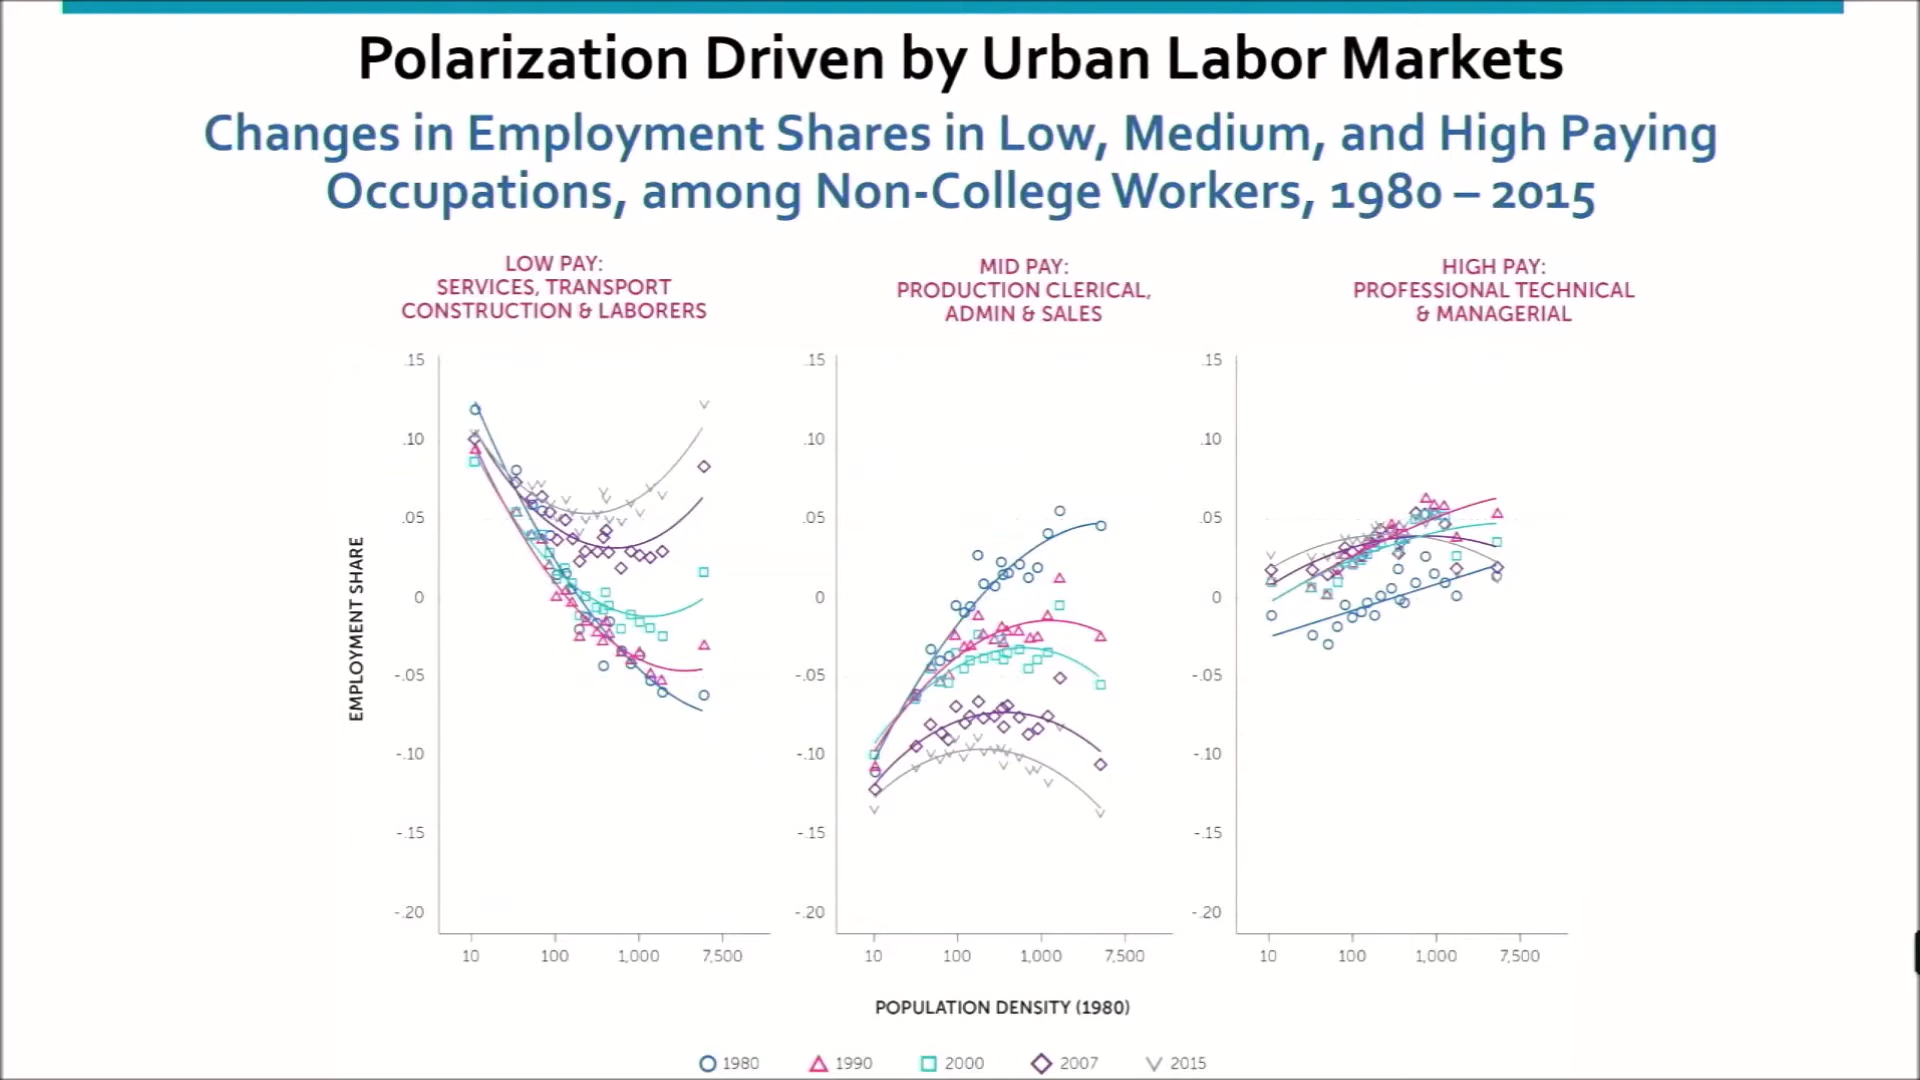 Polarization Driven by Urban Labor Markets
Changes in Employment Shares in Low, Medium, and High Paying
Occupations, among Non-College Workers, 1980 – 2015
LOW PAY:
SERVICES, TRANSPORT
CONSTRUCTION & LABORERS
MID PAY:
PRODUCTION CLERICAL,
ADMIN & SALES
HIGH PAY:
PROFESSIONAL TECHNICAL
& MANAGERIAL
EMPLOYMENT SHARE
.15
.10
.05
0
-.05
-.10
-.15
-.20
10 100 1,000 7,500
.15
.10
.05
0
-.05
-.10
-.15
-.20
10 100 1,000 7,500
.15
.10
.05
0
-.05
-.10
-.15
-.20
10 100 1,000 7,500
POPULATION DENSITY (1980)
1980 1990 2000 2007 2015